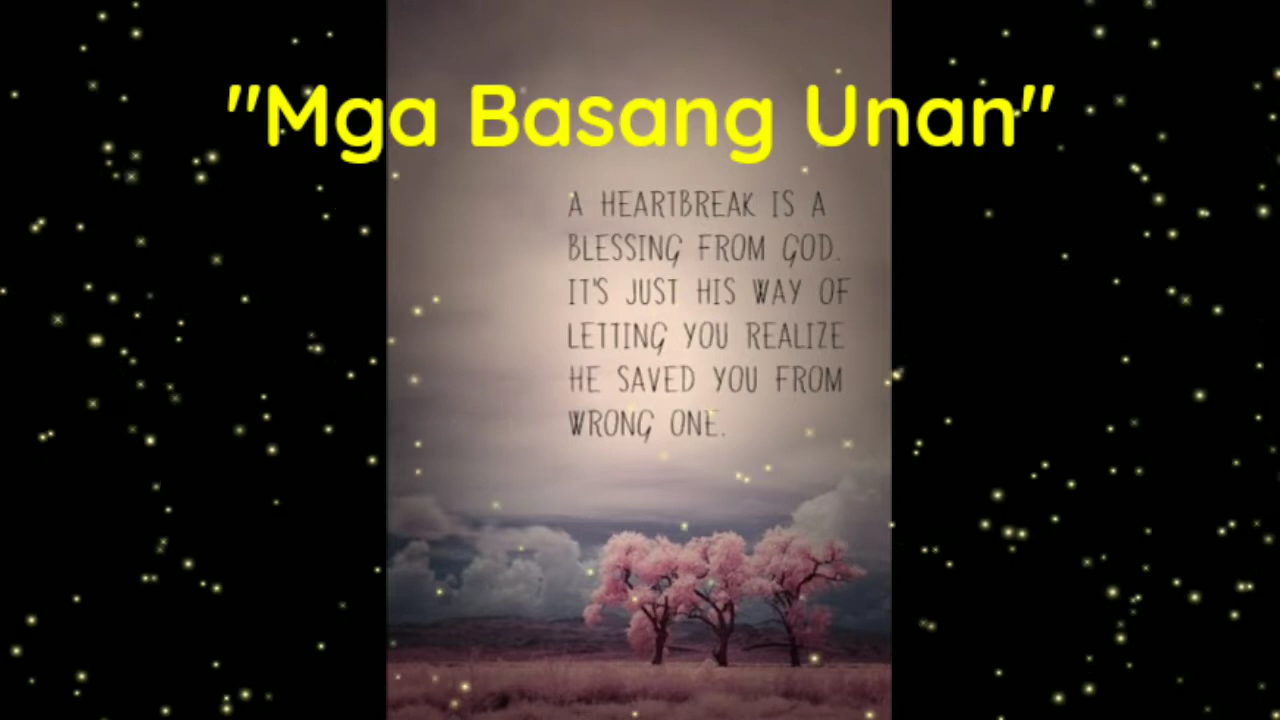 "Mga Basang Unan"
A HEARTBREAK IS A
BLESSING FROM GOD.
IT'S JUST HIS WAY OF
LETTING YOU REALIZE
HE SAVED YOU FROM
WRONG ONE.